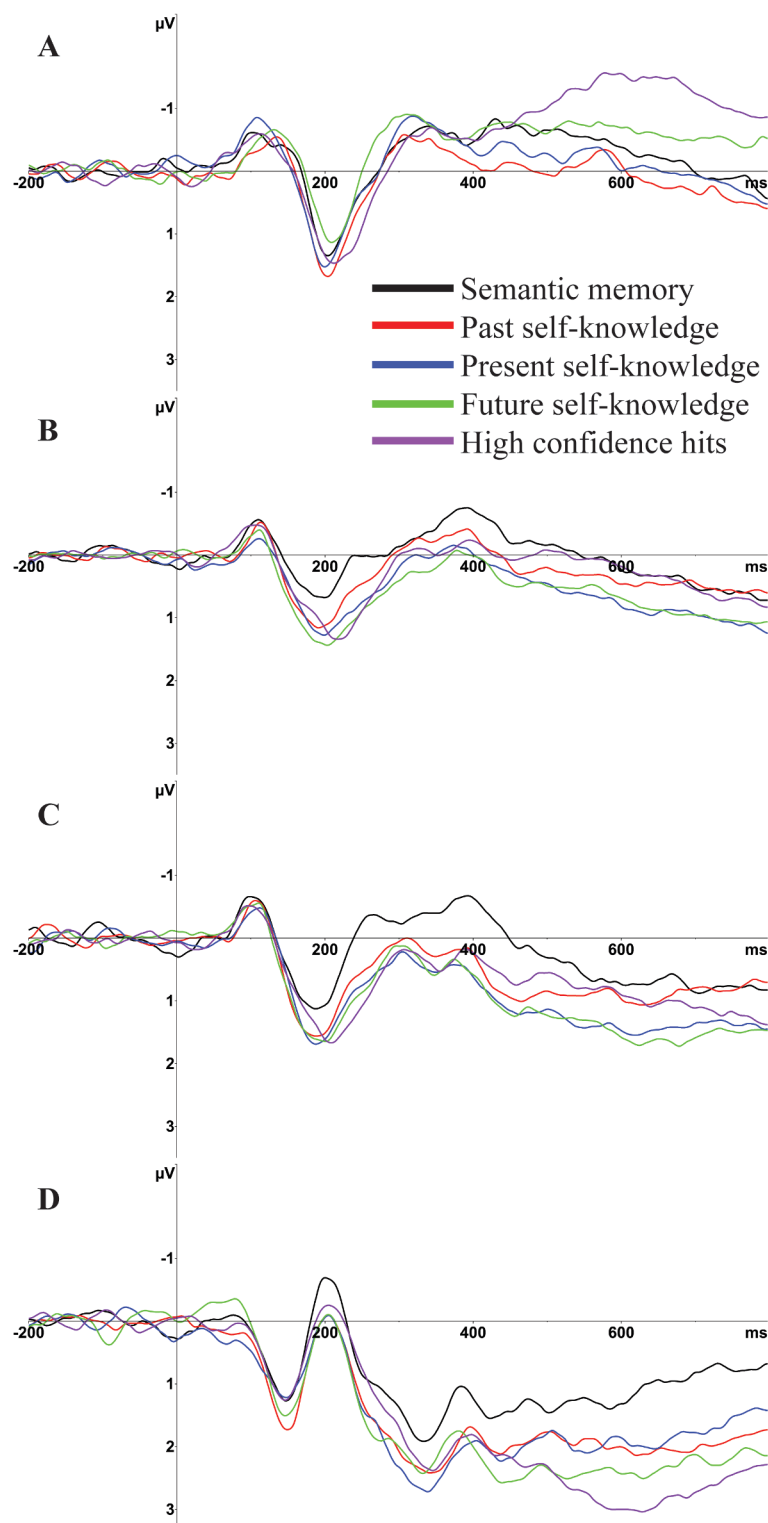 µV
A
-1
-200
200
400
600
ms
1
2
3
Semantic memory
Past self-knowledge
Present self-knowledge
Future self-knowledge
High confidence hits
µV
B
-1
-200
200
400
600
ms
1
2
3
µV
C
-1
-200
200
400
600
ms
1
2
3
µV
D
-1
-200
200
400
600
ms
1
2
3